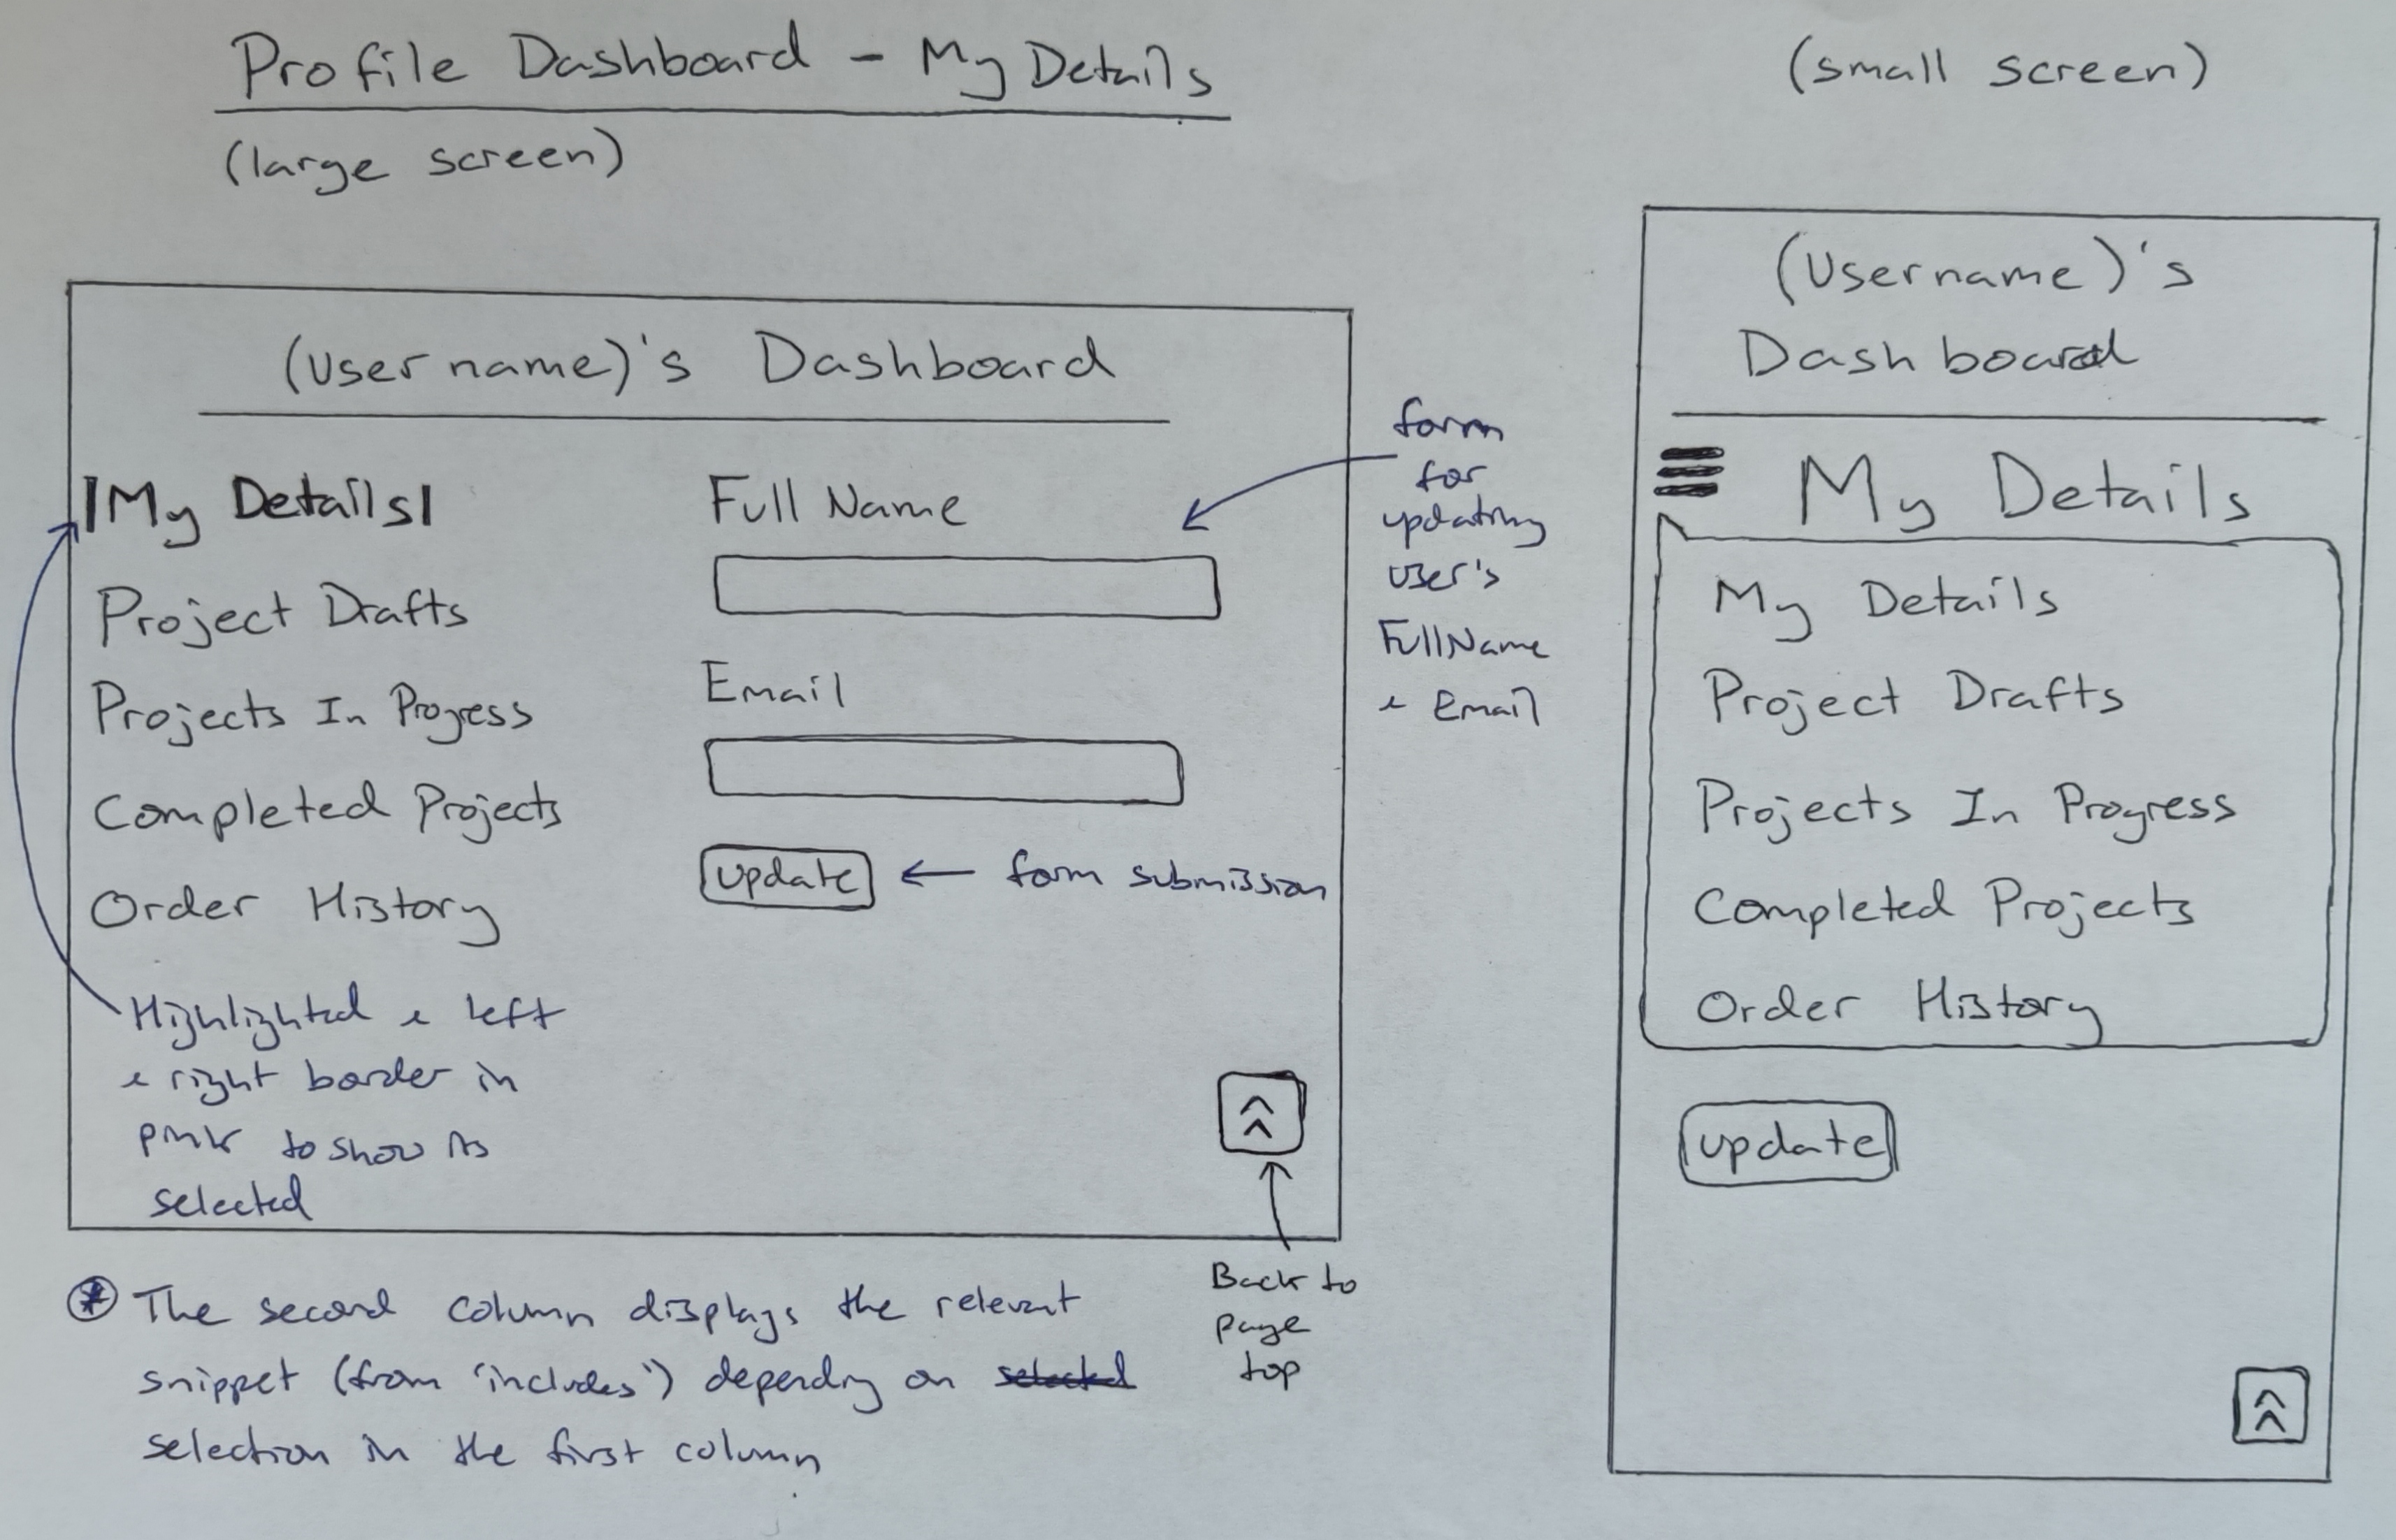 Profile Dashboard - My Details
(large screen)
(Username)'s Dashboard
My Details
Project Drafts
Projects In Progress
Completed Projects
Order History
Highlighted & left
& right border in
pink to show its
selected
Full Name
Email
update
← form submission
form
for
updating
user's
Full Name
& Email
Back to
page
top
⊛ The second column displays the relevant
snippet (from 'includes') depending on selected
selection in the first column
(small screen)
(Username)'s
Dashboard
My Details
My Details
Project Drafts
Projects In Progress
Completed Projects
Order History
update